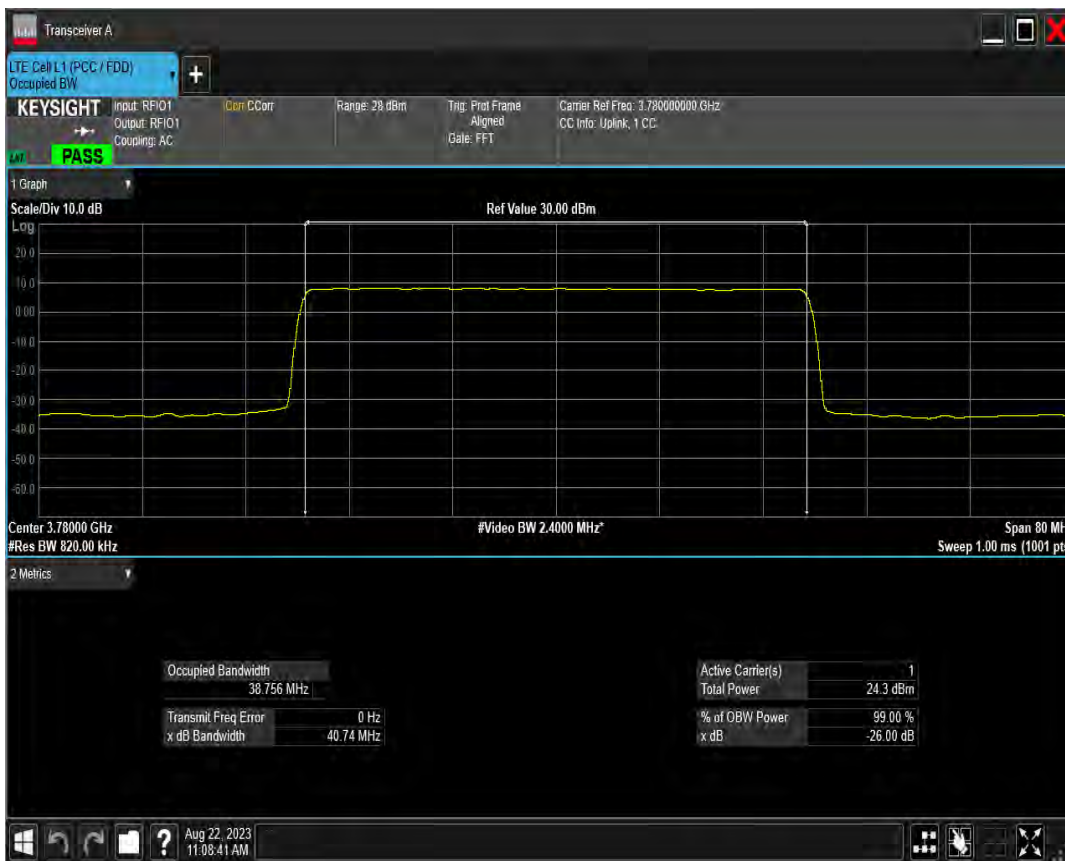 Transceiver A
LTE Cell L1 (PCC / FDD)
Occupied BW
KEYSIGHT
PASS
Input: RFIO1
Output: RFIO1
Coupling: AC
Corr CCorr
Range: 28 dBm
Trig: Prot Frame
Aligned
Gate: FFT
Carrier Ref Freq: 3.780000000 GHz
CC Info: Uplink, 1 CC
1 Graph
Scale/Div 10.0 dB
Ref Value 30.00 dBm
Log
20.0
10.0
0.00
-10.0
-20.0
-30.0
-40.0
-50.0
-60.0
Center 3.78000 GHz
#Video BW 2.4000 MHz*
Span 80 MH
#Res BW 820.00 kHz
Sweep 1.00 ms (1001 pts
2 Metrics
Occupied Bandwidth
38.756 MHz
Transmit Freq Error 0 Hz
x dB Bandwidth 40.74 MHz
Active Carrier(s) 1
Total Power 24.3 dBm
% of OBW Power 99.00 %
x dB -26.00 dB
?
Aug 22, 2023
11:08:41 AM